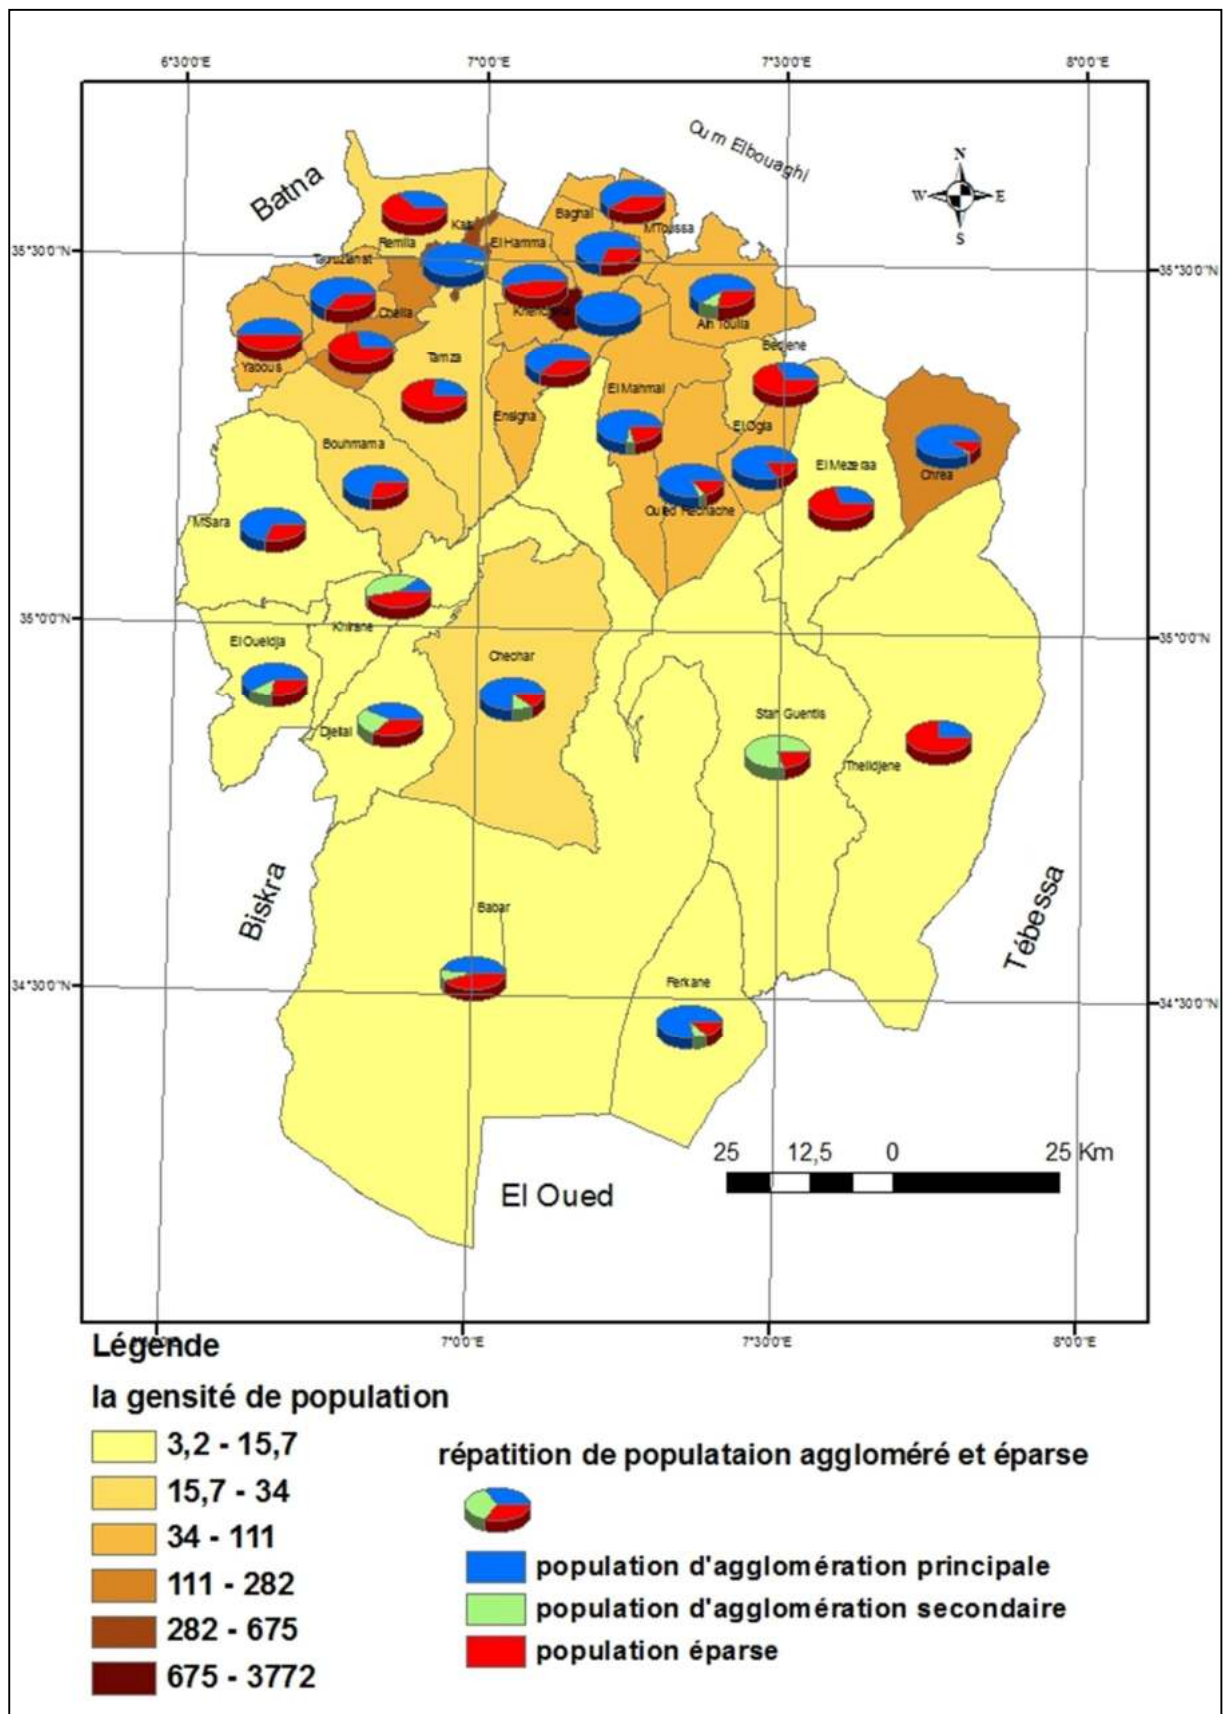 6°30'0"E 7°0'0"E 7°30'0"E 8°0'0"E
Oum Elbouaghi
Batna
N
W E
S
35°30'0"N 35°30'0"N
Baghai
MToussa
Kais
Remila
El Hamma
Taouzianat
Chelia
Ain Touila
Yabous
Tamza
Bedjene
El Mahmal
Ensigha
El Ogla
Bouhmama
El Mezeraa
Chrea
Oued Rechache
MSara
35°0'0"N 35°0'0"N
Khirane
El Oueldja
Chechar
Djellal
Stah Guentis
Thelidjene
Biskra
Tébessa
Babar
Ferkane
34°30'0"N 34°30'0"N
25 12,5 0 25 Km
El Oued
7°0'0"E 7°30'0"E 8°0'0"E
Légende
la gensité de population
3,2 - 15,7
15,7 - 34
34 - 111
111 - 282
282 - 675
675 - 3772
répatition de populataion aggloméré et éparse
population d'agglomération principale
population d'agglomération secondaire
population éparse